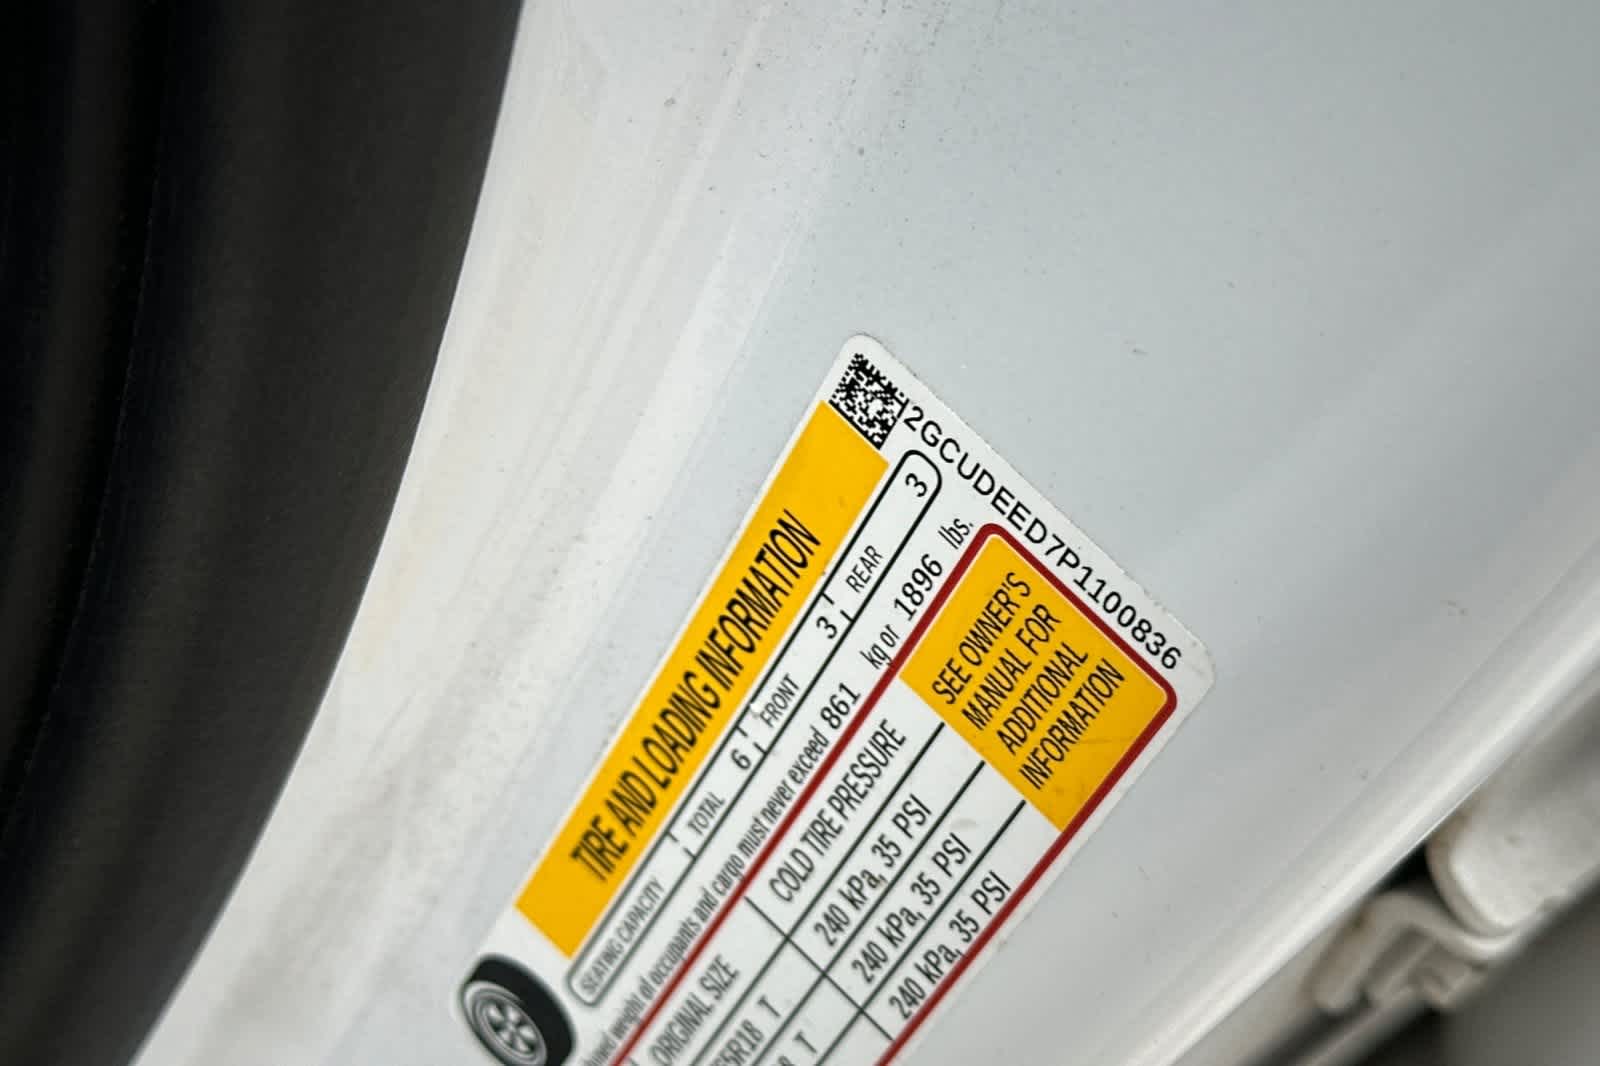 2GCUDEED7P1100836
TIRE AND LOADING INFORMATION
SEATING CAPACITY TOTAL 6 FRONT 3 REAR 3
weight of occupants and cargo must never exceed 861 kg or 1896 lbs.
ORIGINAL SIZE COLD TIRE PRESSURE
5R18 T 240 kPa, 35 PSI
T 240 kPa, 35 PSI
240 kPa, 35 PSI
SEE OWNER'S
MANUAL FOR
ADDITIONAL
INFORMATION